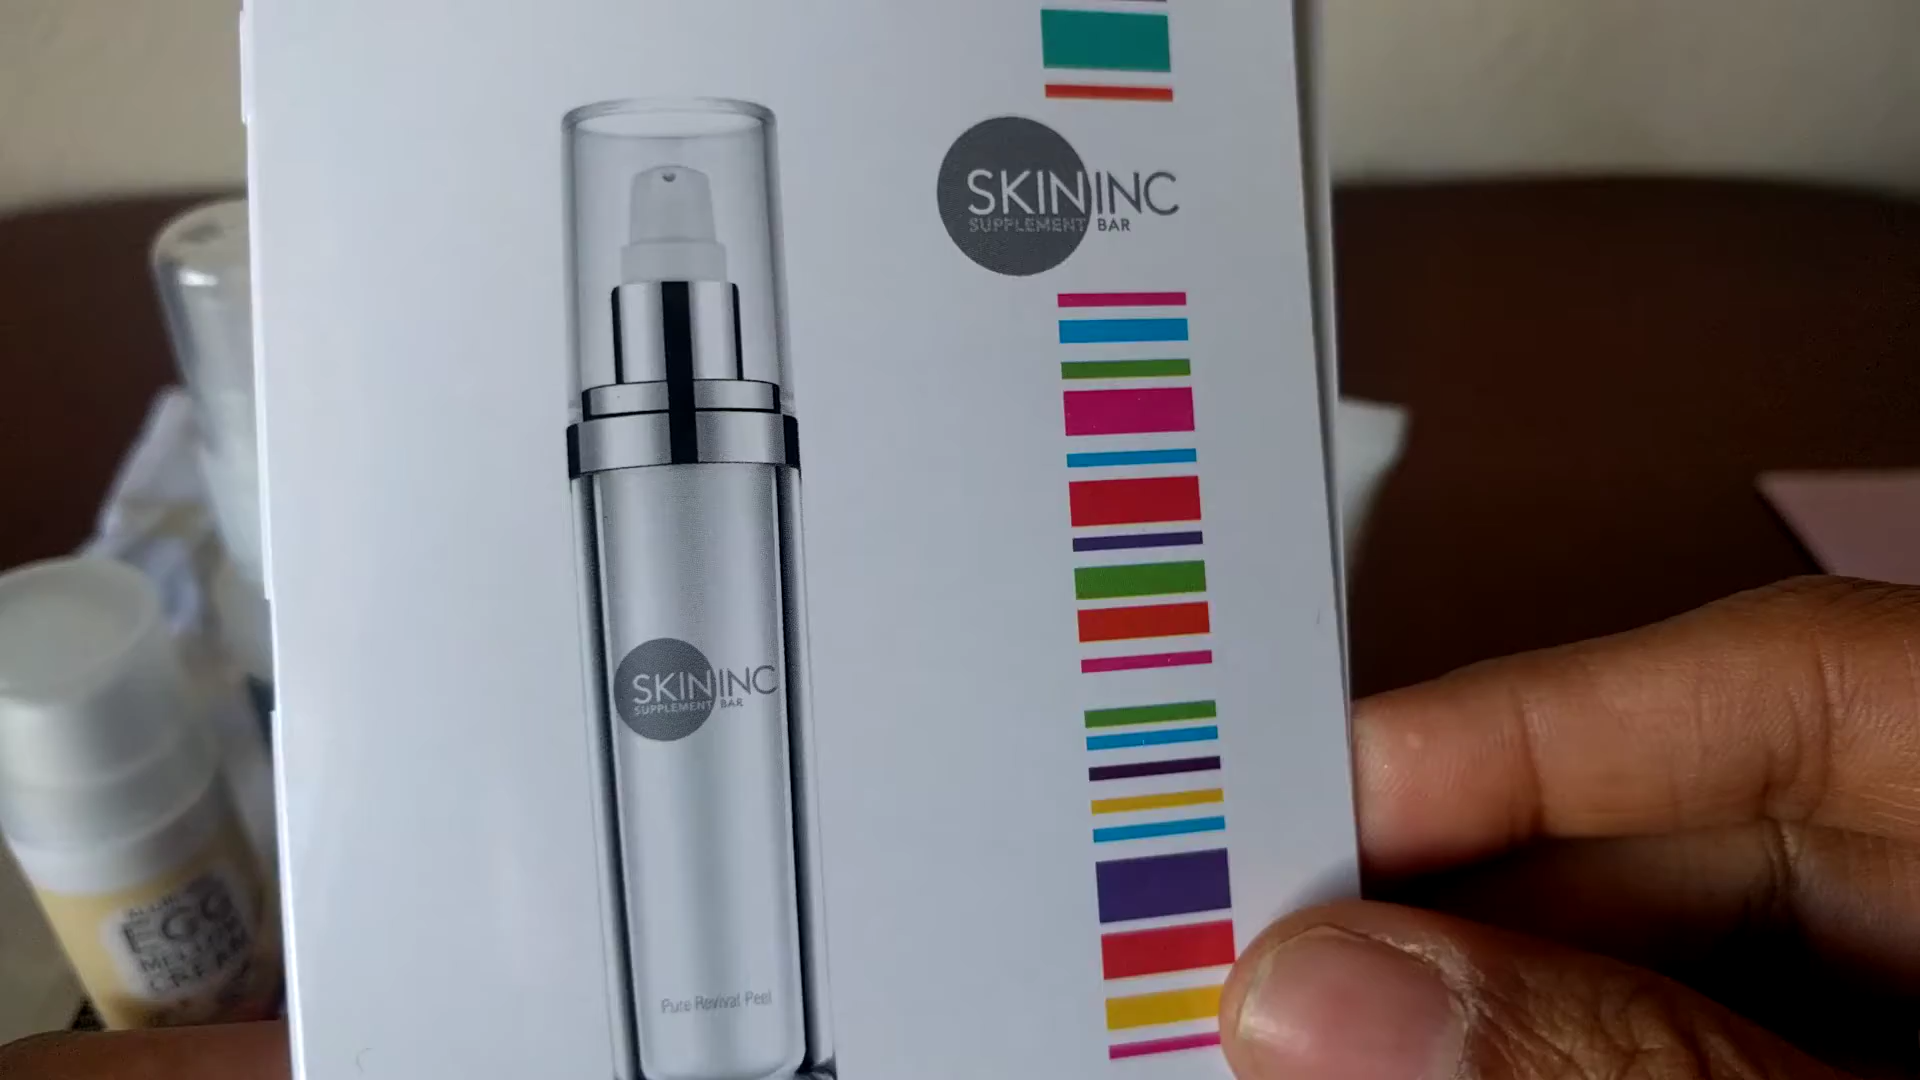 SKIN INC
SUPPLEMENT BAR
SKIN INC
SUPPLEMENT BAR
Pure Revival Peel
EGG
CREAM